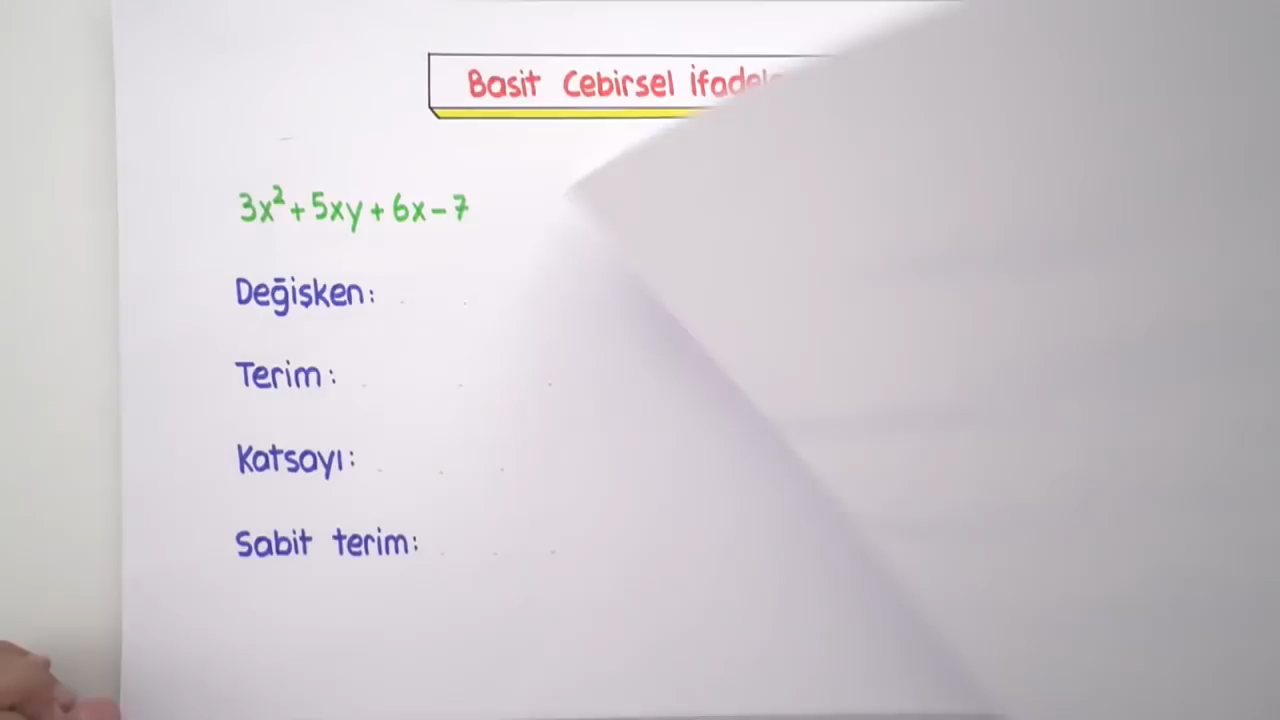 Basit Cebirsel
3x²+5xy+6x-7
Değişken:
Terim:
Katsayı:
Sabit terim: